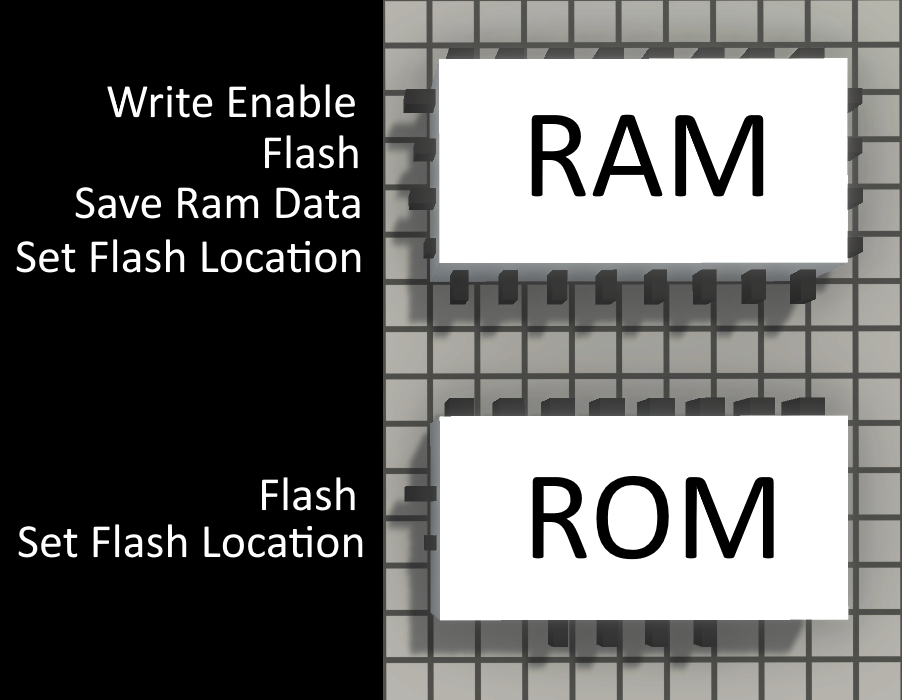 Write Enable
Flash
Save Ram Data
Set Flash Location
RAM
Flash
Set Flash Location
ROM